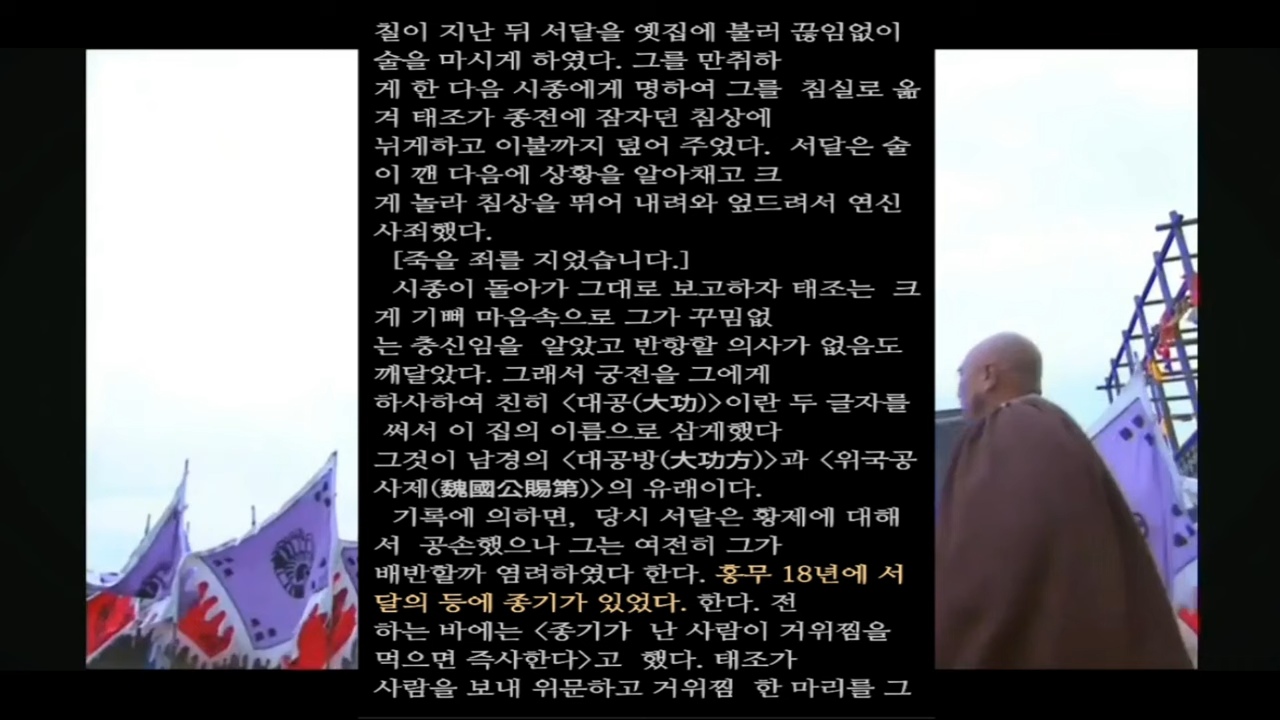 칠이 지난 뒤 서달을 옛집에 불러 끊임없이
술을 마시게 하였다. 그를 만취하
게 한 다음 시종에게 명하여 그를 침실로 옮
겨 태조가 종전에 잠자던 침상에
뉘게하고 이불까지 덮어 주었다. 서달은 술
이 깬 다음에 상황을 알아채고 크
게 놀라 침상을 뛰어 내려와 엎드려서 연신
사죄했다.
[죽을 죄를 지었습니다.]
시종이 돌아가 그대로 보고하자 태조는 크
게 기뻐 마음속으로 그가 꾸밈없
는 충신임을 알았고 반항할 의사가 없음도
깨달았다. 그래서 궁전을 그에게
하사하여 친히 〈대공(大功)〉이란 두 글자를
써서 이 집의 이름으로 삼게했다
그것이 남경의 〈대공방(大功方)〉과 〈위국공
사제(魏國公賜第)〉의 유래이다.
기록에 의하면, 당시 서달은 황제에 대해
서 공손했으나 그는 여전히 그가
배반할까 염려하였다 한다. 홍무 18년에 서
달의 등에 종기가 있었다. 한다. 전
하는 바에는 〈종기가 난 사람이 거위찜을
먹으면 즉사한다〉고 했다. 태조가
사람을 보내 위문하고 거위찜 한 마리를 그